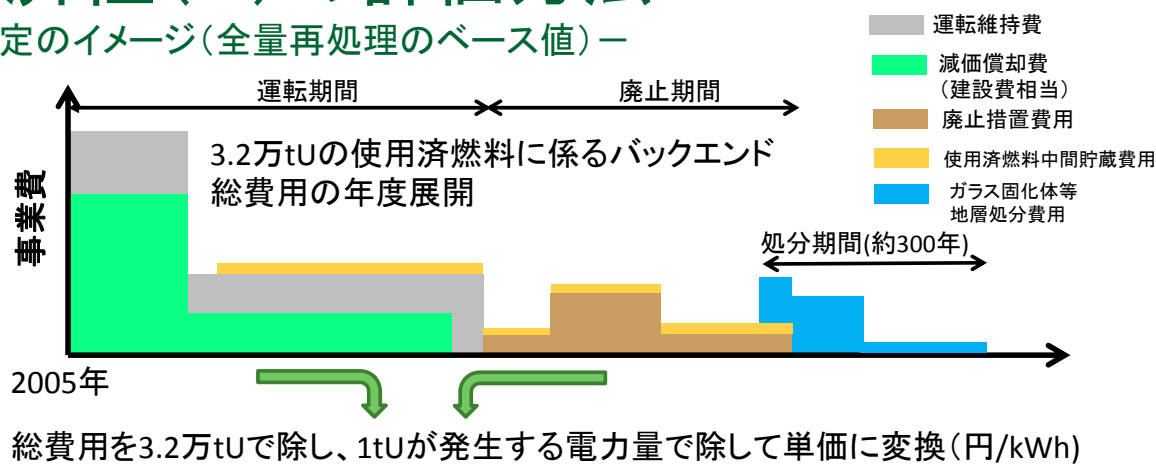 定のイメージ(全量再処理のベース値)－
運転維持費
減価償却費
(建設費相当)
廃止措置費用
使用済燃料中間貯蔵費用
ガラス固化体等
地層処分費用
運転期間
廃止期間
3.2万tUの使用済燃料に係るバックエンド
総費用の年度展開
事業費
処分期間(約300年)
2005年
総費用を3.2万tUで除し、1tUが発生する電力量で除して単価に変換(円/kWh)